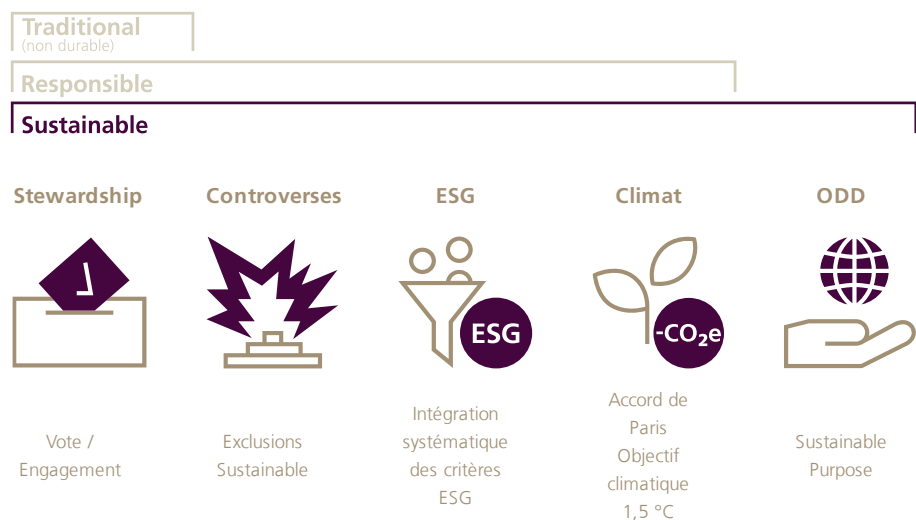 Traditional
(non durable)
Responsible
Sustainable
Stewardship
Controverses
ESG
Climat
ODD
ESG
-CO₂e
Vote /
Engagement
Exclusions
Sustainable
Intégration
systématique
des critères
ESG
Accord de
Paris
Objectif
climatique
1,5 °C
Sustainable
Purpose